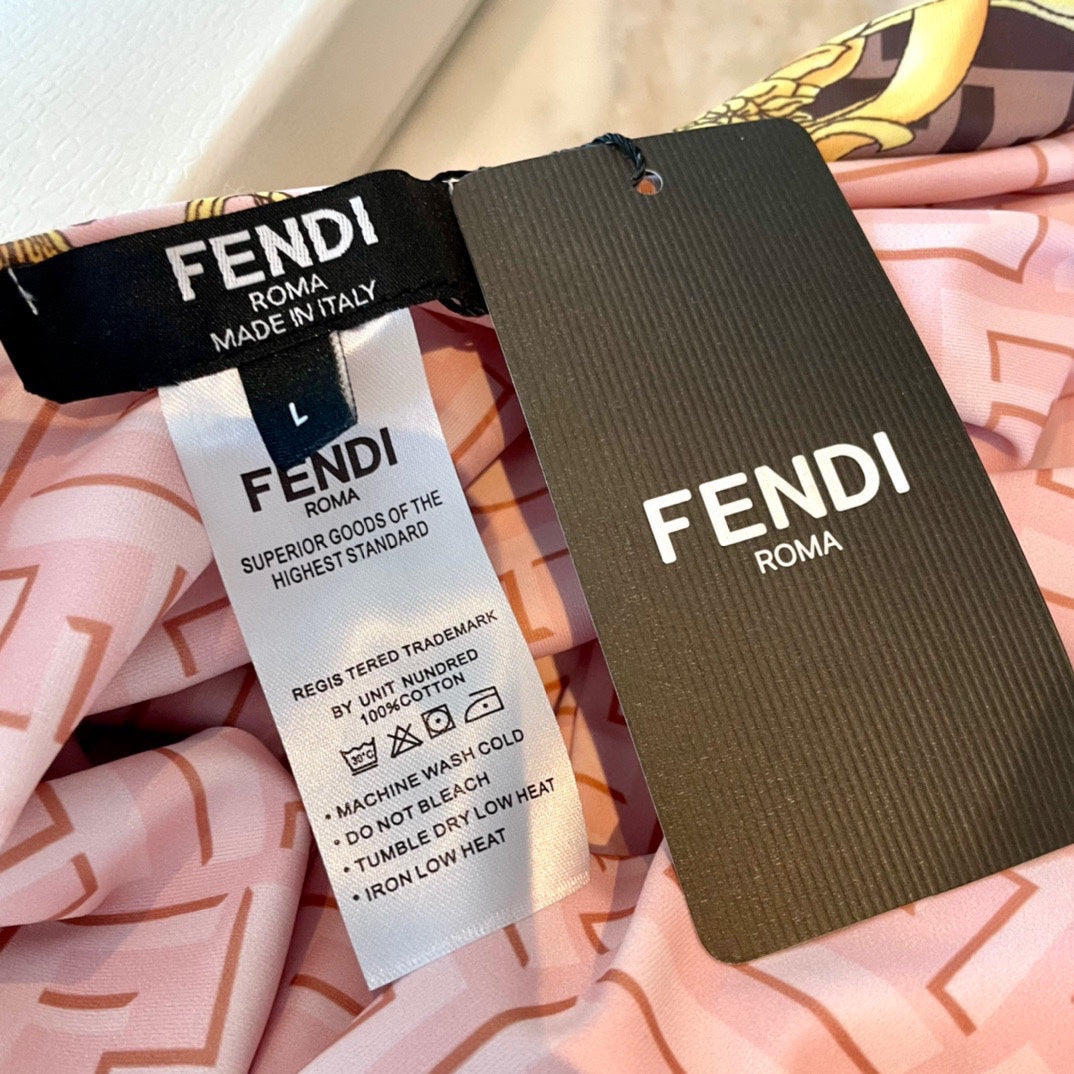 FENDI
ROMA
MADE IN ITALY
L
FENDI
ROMA
SUPERIOR GOODS OF THE
HIGHEST STANDARD
REGIS TERED TRADEMARK
BY UNIT NUNDRED
100%COTTON
30°C
• MACHINE WASH COLD
• DO NOT BLEACH
• TUMBLE DRY LOW HEAT
• IRON LOW HEAT
FENDI
ROMA